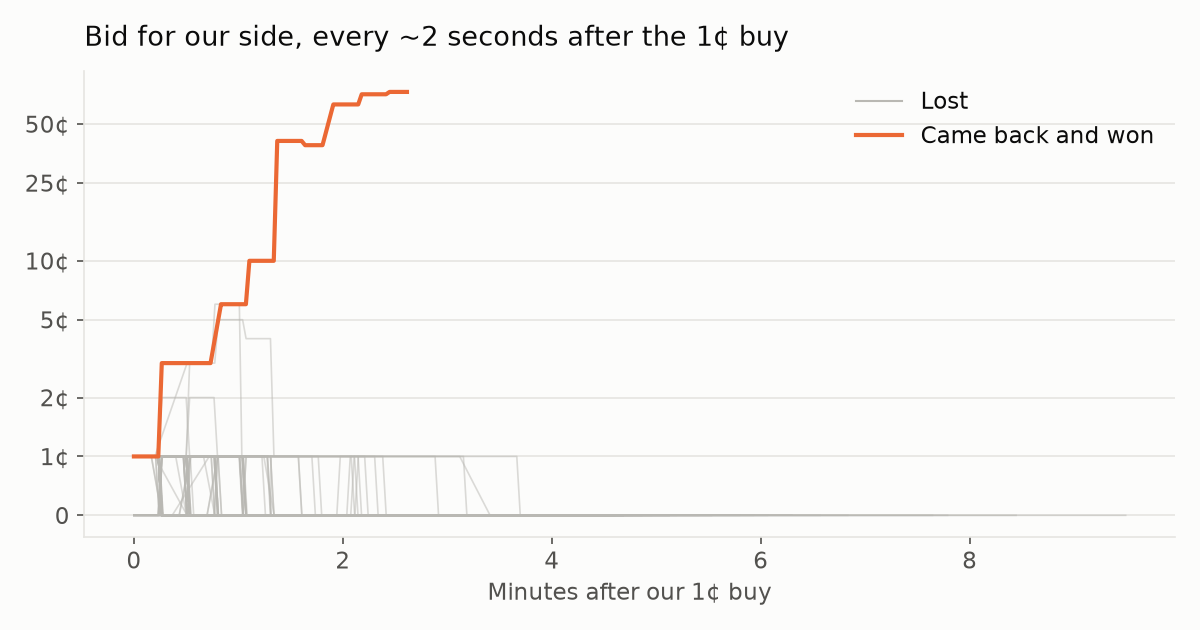 Bid for our side, every ~2 seconds after the 1¢ buy
Lost
Came back and won
50¢
25¢
10¢
5¢
2¢
1¢
0
0 2 4 6 8
Minutes after our 1¢ buy